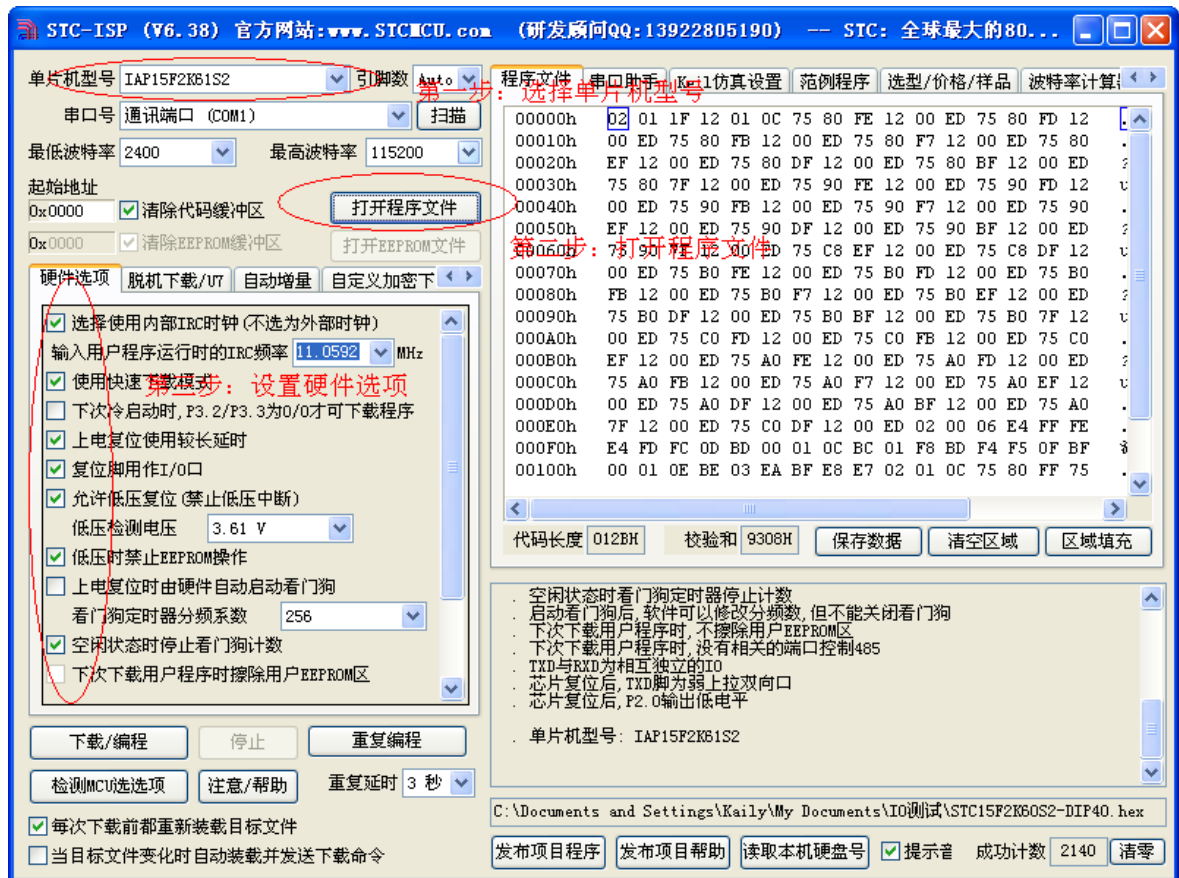 STC-ISP (V6.38) 官方网站:www.STCMCU.com (研发顾问QQ:13922805190) -- STC: 全球最大的80...
单片机型号 IAP15F2K61S2 引脚数 Auto
第一步：选择单片机型号
串口号 通讯端口 (COM1) 扫描
最低波特率 2400 最高波特率 115200
起始地址
0x0000 清除代码缓冲区 打开程序文件
0x0000 清除EEPROM缓冲区 打开EEPROM文件
第二步：打开程序文件
硬件选项 脱机下载/U7 自动增量 自定义加密下
选择使用内部IRC时钟(不选为外部时钟)
输入用户程序运行时的IRC频率 11.0592 MHz
使用快速下载模式
第三步：设置硬件选项
下次冷启动时,P3.2/P3.3为0/0才可下载程序
上电复位使用较长延时
复位脚用作I/O口
允许低压复位(禁止低压中断)
低压检测电压 3.61 V
低压时禁止EEPROM操作
上电复位时由硬件自动启动看门狗
看门狗定时器分频系数 256
空闲状态时停止看门狗计数
下次下载用户程序时擦除用户EEPROM区
下载/编程 停止 重复编程
检测MCU选选项 注意/帮助 重复延时 3 秒
每次下载前都重新装载目标文件
当目标文件变化时自动装载并发送下载命令
程序文件 串口助手 Keil仿真设置 范例程序 选型/价格/样品 波特率计算
00000h 02 01 1F 12 01 0C 75 80 FE 12 00 ED 75 80 FD 12
00010h 00 ED 75 80 FB 12 00 ED 75 80 F7 12 00 ED 75 80
00020h EF 12 00 ED 75 80 DF 12 00 ED 75 80 BF 12 00 ED
00030h 75 80 7F 12 00 ED 75 90 FE 12 00 ED 75 90 FD 12
00040h 00 ED 75 90 FB 12 00 ED 75 90 F7 12 00 ED 75 90
00050h EF 12 00 ED 75 90 DF 12 00 ED 75 90 BF 12 00 ED
00060h 75 90 12 00 ED 75 C8 EF 12 00 ED 75 C8 DF 12
00070h 00 ED 75 B0 FE 12 00 ED 75 B0 FD 12 00 ED 75 B0
00080h FB 12 00 ED 75 B0 F7 12 00 ED 75 B0 EF 12 00 ED
00090h 75 B0 DF 12 00 ED 75 B0 BF 12 00 ED 75 B0 7F 12
000A0h 00 ED 75 C0 FD 12 00 ED 75 C0 FB 12 00 ED 75 C0
000B0h EF 12 00 ED 75 A0 FE 12 00 ED 75 A0 FD 12 00 ED
000C0h 75 A0 FB 12 00 ED 75 A0 F7 12 00 ED 75 A0 EF 12
000D0h 00 ED 75 A0 DF 12 00 ED 75 A0 BF 12 00 ED 75 A0
000E0h 7F 12 00 ED 75 C0 DF 12 00 ED 02 00 06 E4 FF FE
000F0h E4 FD FC 0D BD 00 01 0C BC 01 F8 BD F4 F5 0F BF
00100h 00 01 0E BE 03 EA BF E8 E7 02 01 0C 75 80 FF 75
代码长度 012BH 校验和 9308H 保存数据 清空区域 区域填充
. 空闲状态时看门狗定时器停止计数
. 启动看门狗后,软件可以修改分频数,但不能关闭看门狗
. 下次下载用户程序时,不擦除用户EEPROM区
. 下次下载用户程序时,没有相关的端口控制485
. TXD与RXD为相互独立的IO
. 芯片复位后,TXD脚为弱上拉双向口
. 芯片复位后,P2.0输出低电平
. 单片机型号: IAP15F2K61S2
C:\Documents and Settings\Kaily\My Documents\IO测试\STC15F2K60S2-DIP40.hex
发布项目程序 发布项目帮助 读取本机硬盘号 提示音 成功计数 2140 清零